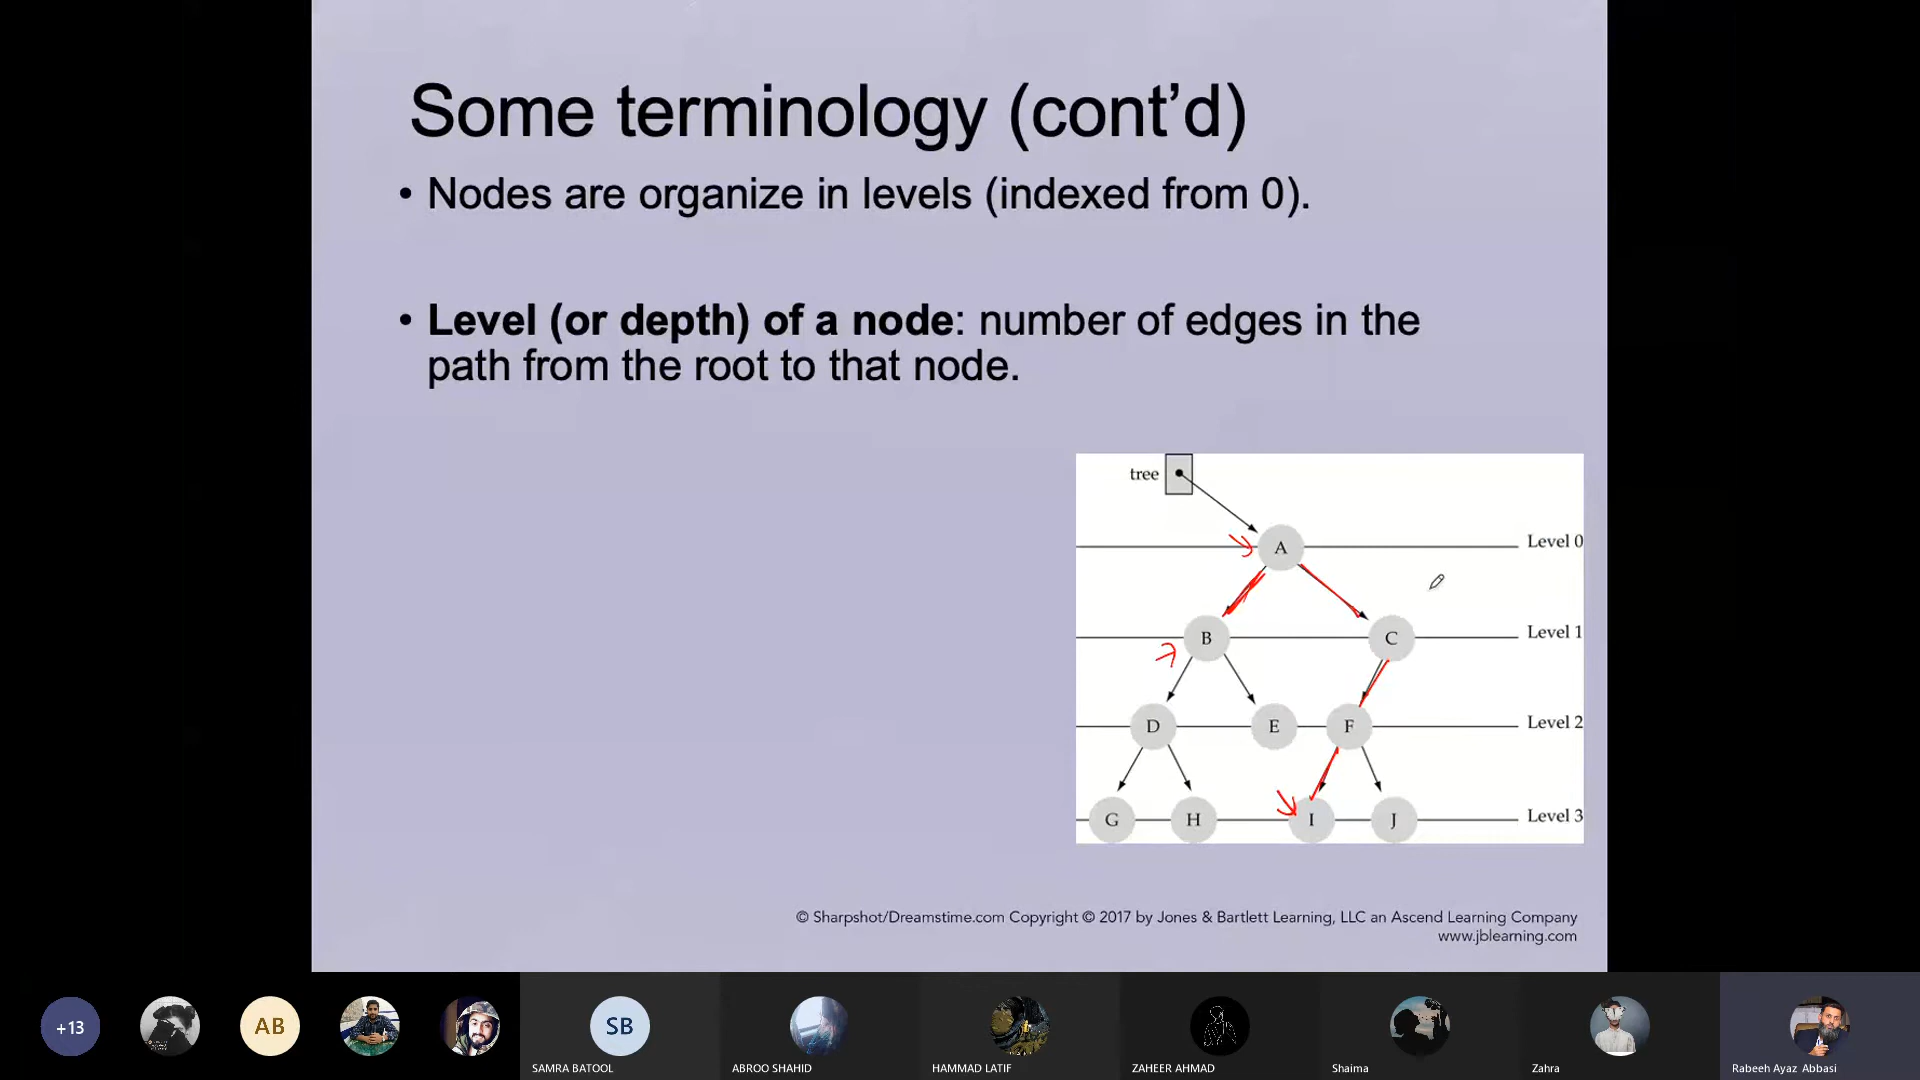 Some terminology (cont’d)
• Nodes are organize in levels (indexed from 0).
• Level (or depth) of a node: number of edges in the
path from the root to that node.
tree
A
Level 0
B
C
Level 1
D
E
F
Level 2
G
H
I
J
Level 3
© Sharpshot/Dreamstime.com Copyright © 2017 by Jones & Bartlett Learning, LLC an Ascend Learning Company
www.jblearning.com
+13
AB
SB
SAMRA BATOOL
ABROO SHAHID
HAMMAD LATIF
ZAHEER AHMAD
Shaima
Zahra
Rabeeh Ayaz Abbasi